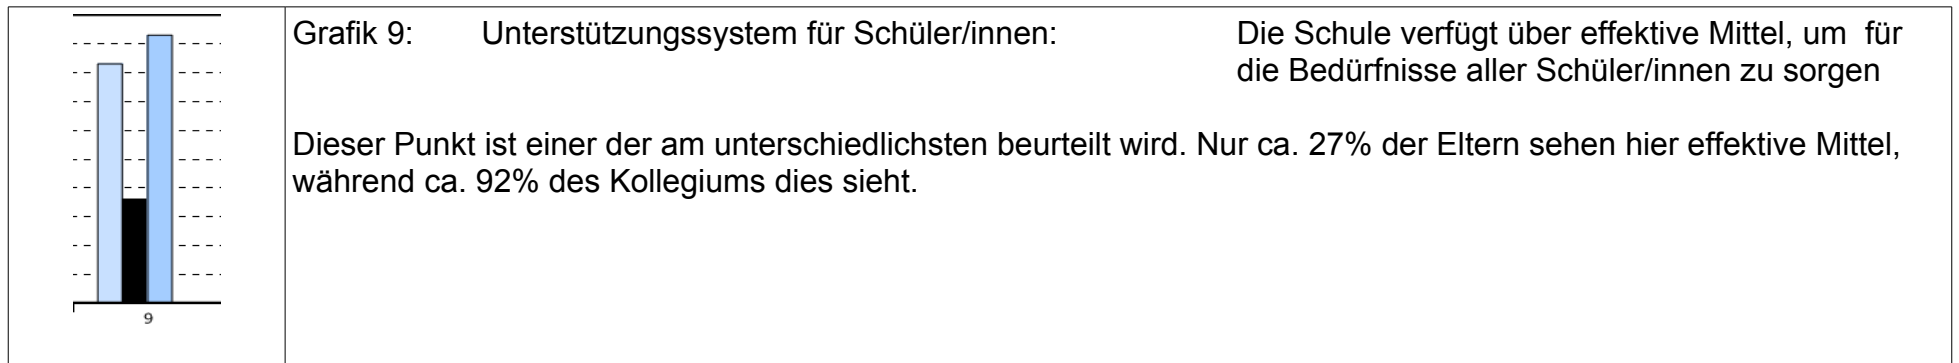 Grafik 9: Unterstützungssystem für Schüler/innen: Die Schule verfügt über effektive Mittel, um für
die Bedürfnisse aller Schüler/innen zu sorgen
Dieser Punkt ist einer der am unterschiedlichsten beurteilt wird. Nur ca. 27% der Eltern sehen hier effektive Mittel,
während ca. 92% des Kollegiums dies sieht.
9